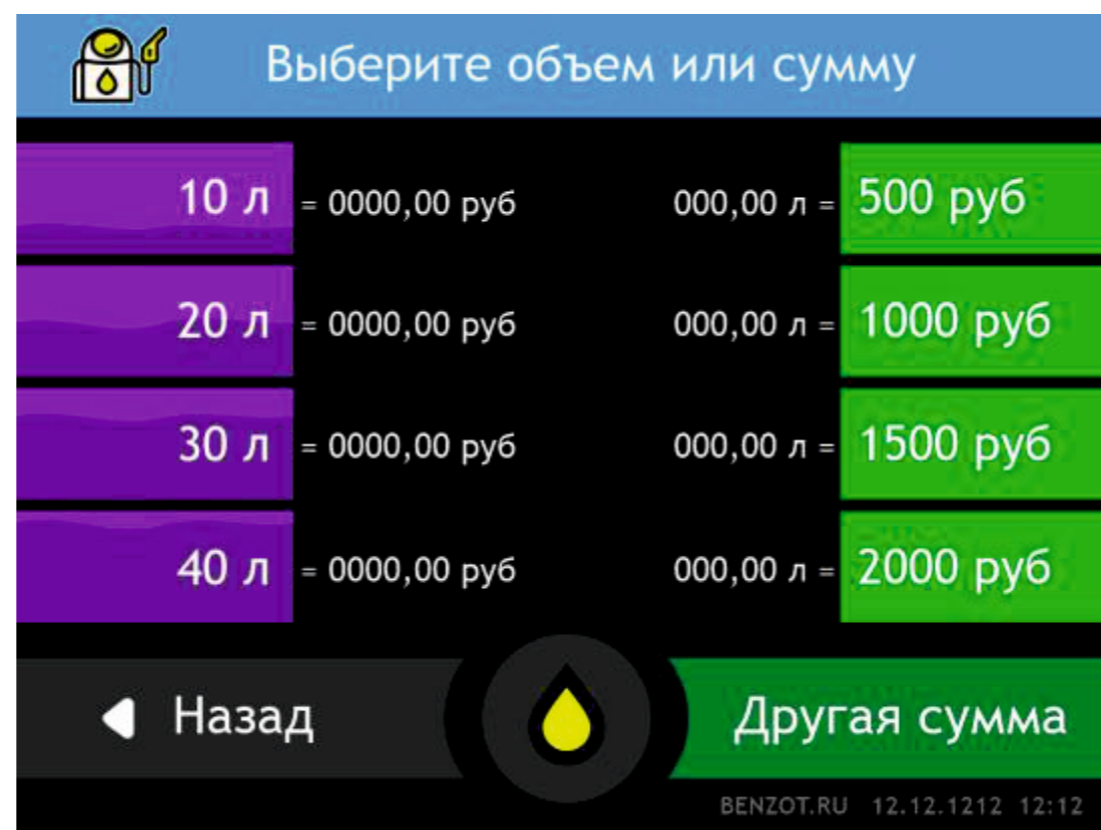 Выберите объем или сумму
10 л = 0000,00 руб 000,00 л = 500 руб
20 л = 0000,00 руб 000,00 л = 1000 руб
30 л = 0000,00 руб 000,00 л = 1500 руб
40 л = 0000,00 руб 000,00 л = 2000 руб
Назад Другая сумма
BENZOT.RU 12.12.1212 12:12